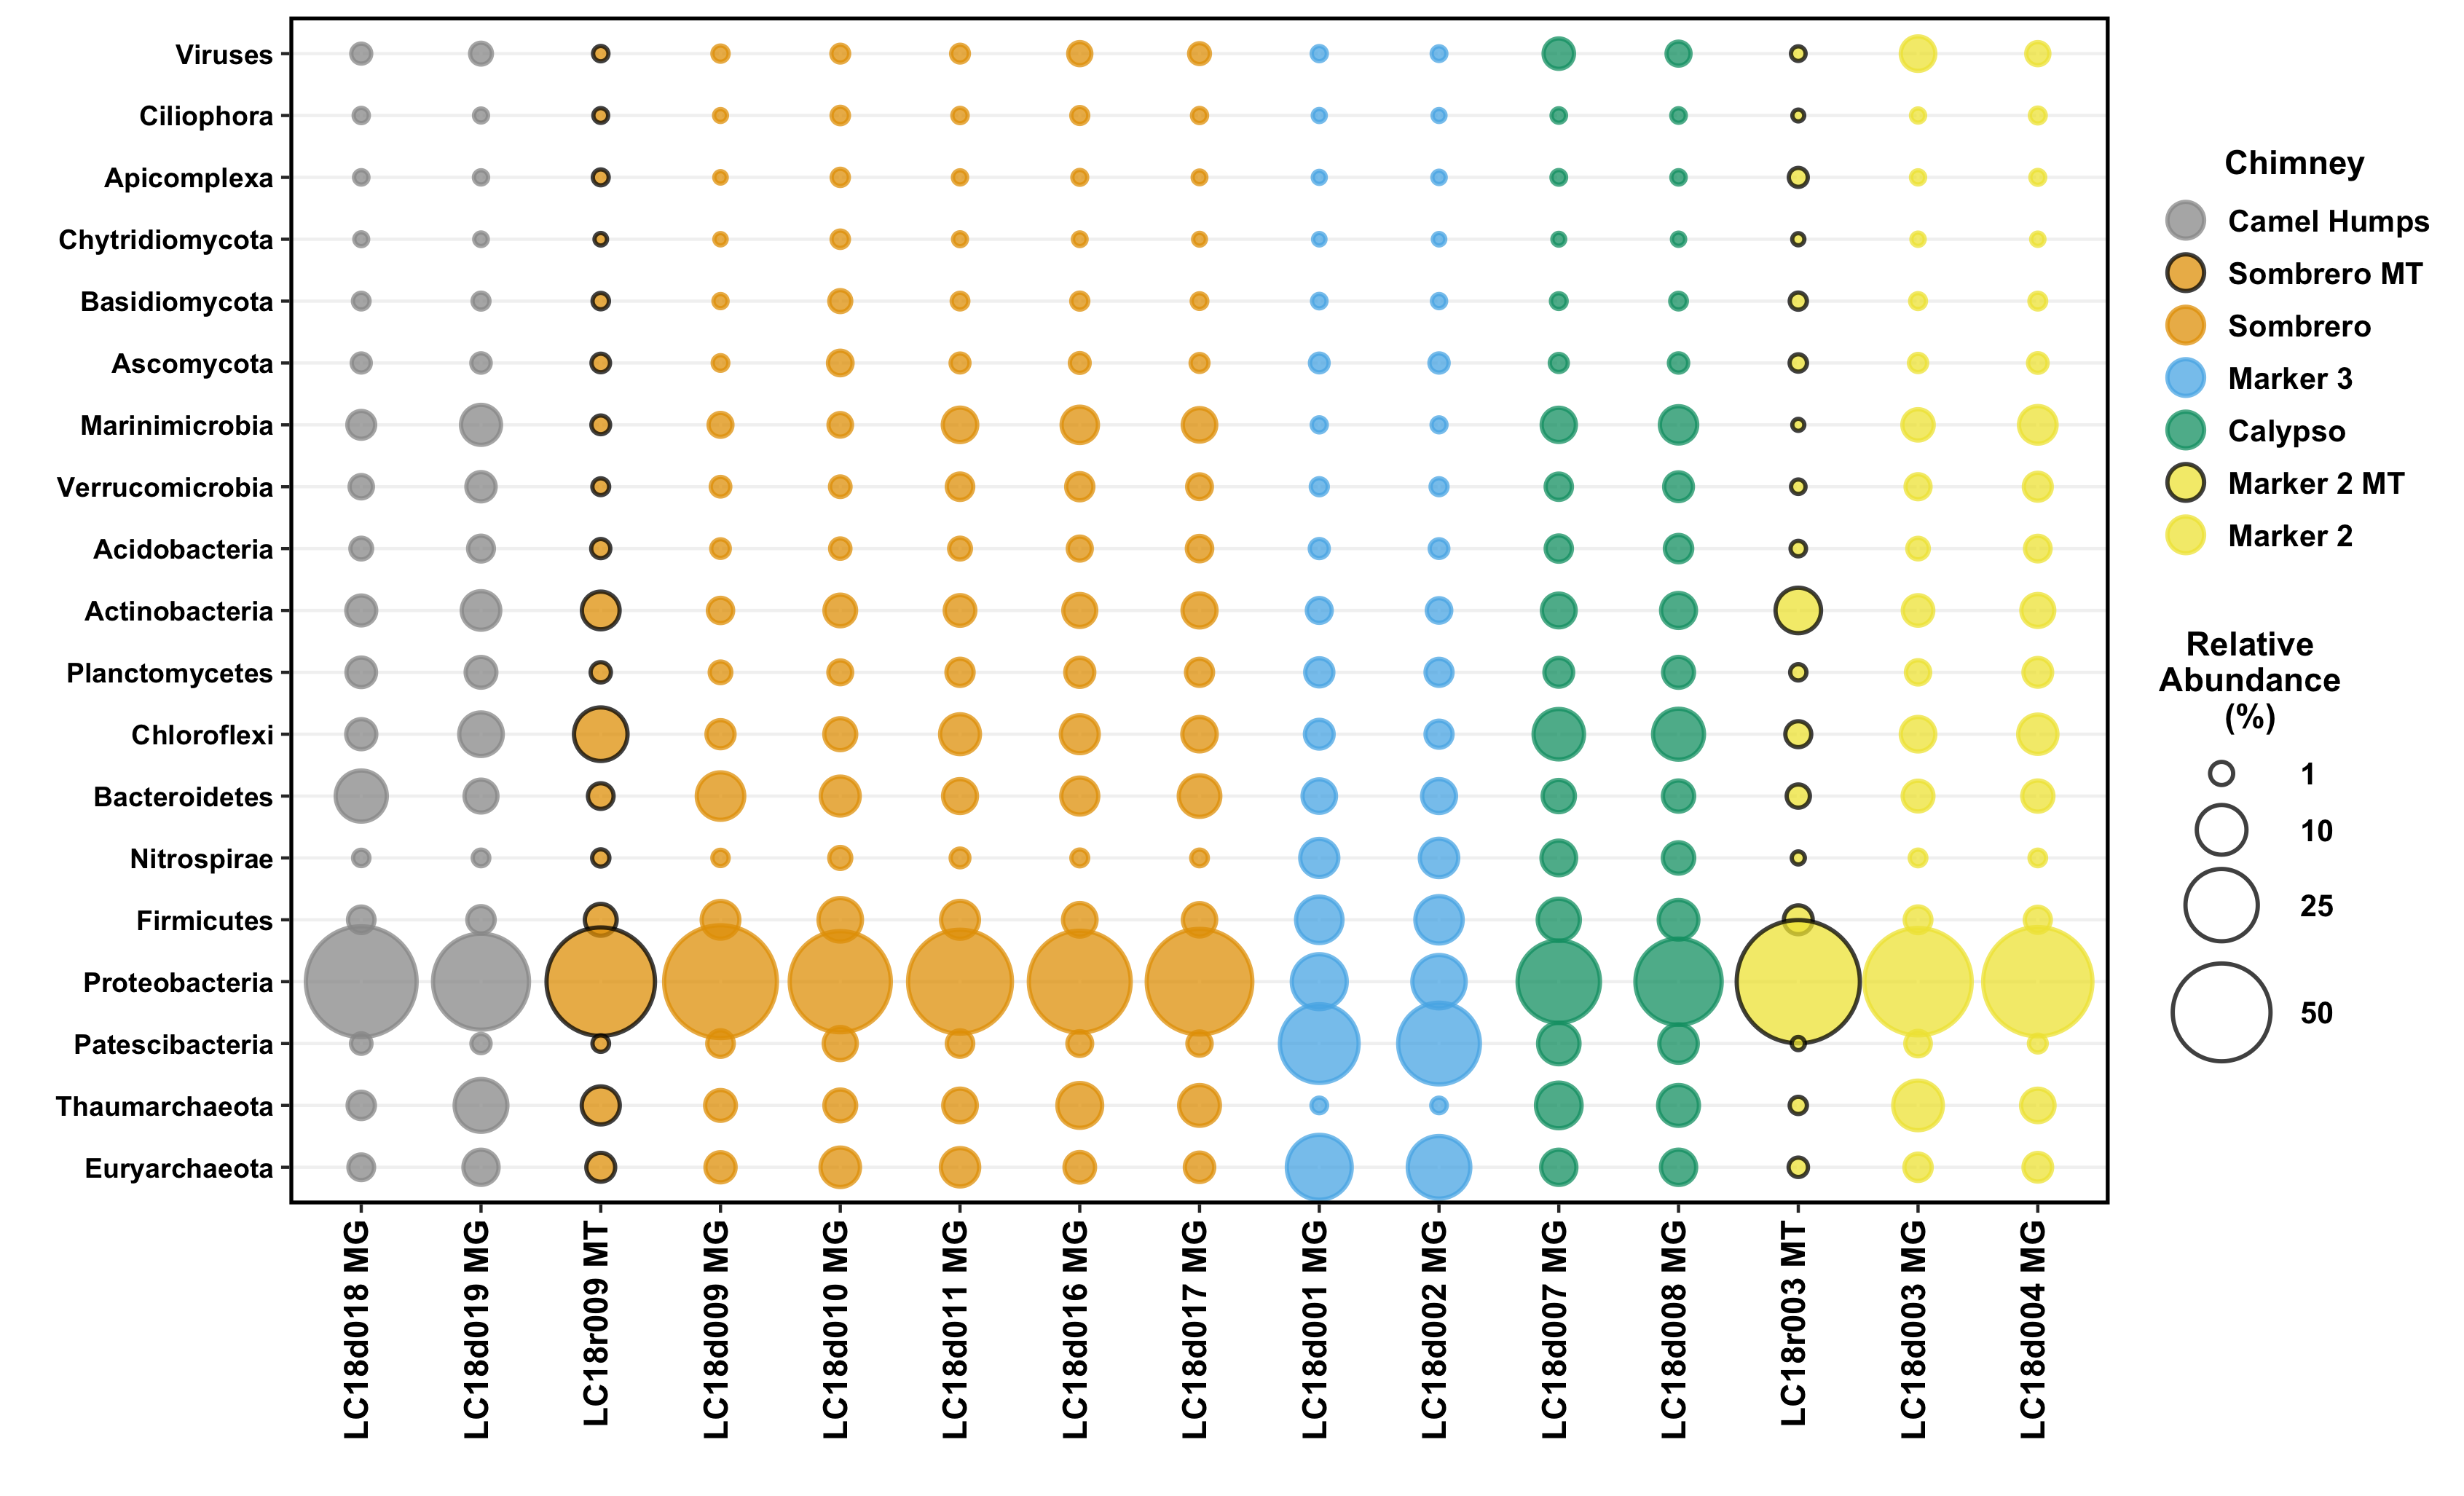 Viruses
Ciliophora
Apicomplexa
Chytridiomycota
Basidiomycota
Ascomycota
Marinimicrobia
Verrucomicrobia
Acidobacteria
Actinobacteria
Planctomycetes
Chloroflexi
Bacteroidetes
Nitrospirae
Firmicutes
Proteobacteria
Patescibacteria
Thaumarchaeota
Euryarchaeota
LC18d018 MG
LC18d019 MG
LC18r009 MT
LC18d009 MG
LC18d010 MG
LC18d011 MG
LC18d016 MG
LC18d017 MG
LC18d001 MG
LC18d002 MG
LC18d007 MG
LC18d008 MG
LC18r003 MT
LC18d003 MG
LC18d004 MG
Chimney
Camel Humps
Sombrero MT
Sombrero
Marker 3
Calypso
Marker 2 MT
Marker 2
Relative
Abundance
(%)
1
10
25
50